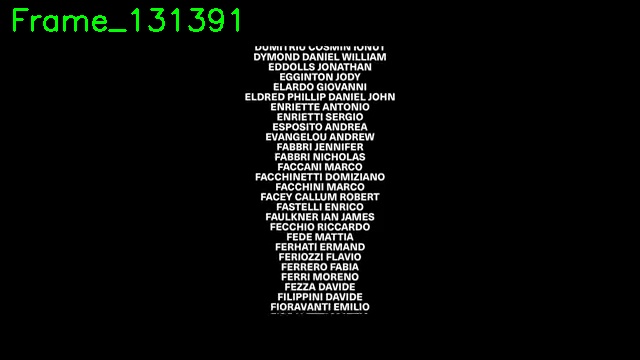 Frame_131391
DUMITRIU COSMIN IONUT
DYMOND DANIEL WILLIAM
EDDOLLS JONATHAN
EGGINTON JODY
ELARDO GIOVANNI
ELDRED PHILLIP DANIEL JOHN
ENRIETTE ANTONIO
ENRIETTI SERGIO
ESPOSITO ANDREA
EVANGELOU ANDREW
FABBRI JENNIFER
FABBRI NICHOLAS
FACCANI MARCO
FACCHINETTI DOMIZIANO
FACCHINI MARCO
FACEY CALLUM ROBERT
FASTELLI ENRICO
FAULKNER IAN JAMES
FECCHIO RICCARDO
FEDE MATTIA
FERHATI ERMAND
FERIOZZI FLAVIO
FERRERO FABIA
FERRI MORENO
FEZZA DAVIDE
FILIPPINI DAVIDE
FIORAVANTI EMILIO